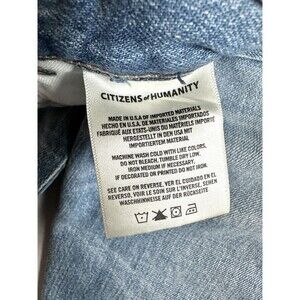 CITIZENS of HUMANITY
MADE IN U.S.A OF IMPORTED MATERIALS
HECHO EN U.S.A. DE MATERIALES IMPORTADOS
FABRIQUÉ AUX ETATS-UNIS DU MATÉRIELS IMPORTÉ
HERGESTELLT IN DEN USA MIT
IMPORTIERTEM MATERIAL
MACHINE WASH COLD WITH LIKE COLORS.
DO NOT BLEACH, TUMBLE DRY LOW.
IRON MEDIUM IF NECESSARY.
IF DECORATED OR PRINTED DO NOT IRON.
SEE CARE ON REVERSE. VER EL CUIDADO EN EL
REVERSO. VOIR LE SOIN SUR L'INVERSE. SEHEN
WASCHHINWEISE AUF DER RÜCKSEITE